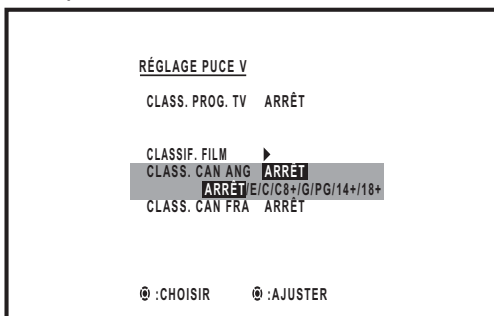 RÉGLAGE PUCE V
CLASS. PROG. TV ARRÊT
CLASSIF. FILM ▶
CLASS. CAN ANG ARRÊT
ARRÊT/E/C/C8+/G/PG/14+/18+
CLASS. CAN FRA ARRÊT
:CHOISIR :AJUSTER